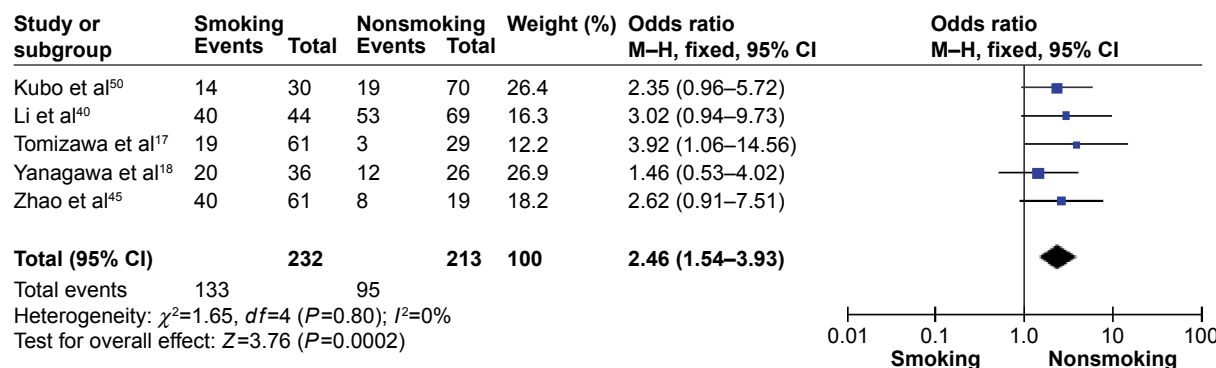 Study or subgroup Smoking Nonsmoking Weight (%) Odds ratio Odds ratio
Events Total Events Total M–H, fixed, 95% CI M–H, fixed, 95% CI
Kubo et al50 14 30 19 70 26.4 2.35 (0.96–5.72)
Li et al40 40 44 53 69 16.3 3.02 (0.94–9.73)
Tomizawa et al17 19 61 3 29 12.2 3.92 (1.06–14.56)
Yanagawa et al18 20 36 12 26 26.9 1.46 (0.53–4.02)
Zhao et al45 40 61 8 19 18.2 2.62 (0.91–7.51)
Total (95% CI) 232 213 100 2.46 (1.54–3.93)
Total events 133 95
Heterogeneity: χ²=1.65, df=4 (P=0.80); I²=0%
Test for overall effect: Z=3.76 (P=0.0002)
0.01 0.1 1.0 10 100
Smoking Nonsmoking